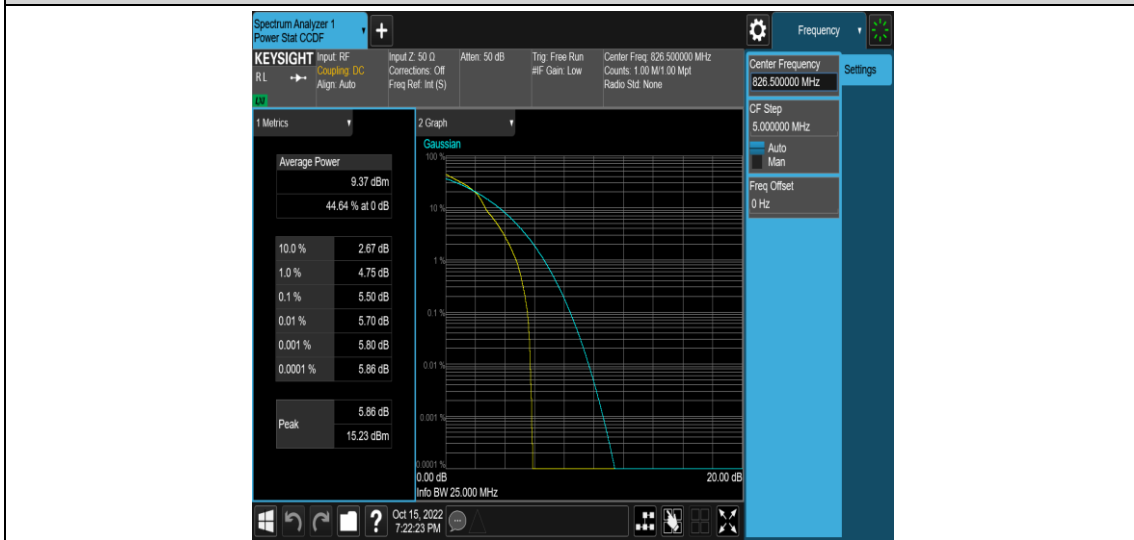 Spectrum Analyzer 1
Power Stat CCDF
Frequency
KEYSIGHT
RL
LXI
Input: RF
Coupling: DC
Align: Auto
Input Z: 50 Ω
Corrections: Off
Freq Ref: Int (S)
Atten: 50 dB
Trig: Free Run
#IF Gain: Low
Center Freq: 826.500000 MHz
Counts: 1.00 M/1.00 Mpt
Radio Std: None
Center Frequency
826.500000 MHz
Settings
CF Step
5.000000 MHz
Auto
Man
Freq Offset
0 Hz
1 Metrics
Average Power
9.37 dBm
44.64 % at 0 dB
10.0 % 2.67 dB
1.0 % 4.75 dB
0.1 % 5.50 dB
0.01 % 5.70 dB
0.001 % 5.80 dB
0.0001 % 5.86 dB
Peak
5.86 dB
15.23 dBm
2 Graph
Gaussian
100 %
10 %
1 %
0.1 %
0.01 %
0.001 %
0.0001 %
0.00 dB 20.00 dB
Info BW 25.000 MHz
?
Oct 15, 2022
7:22:23 PM